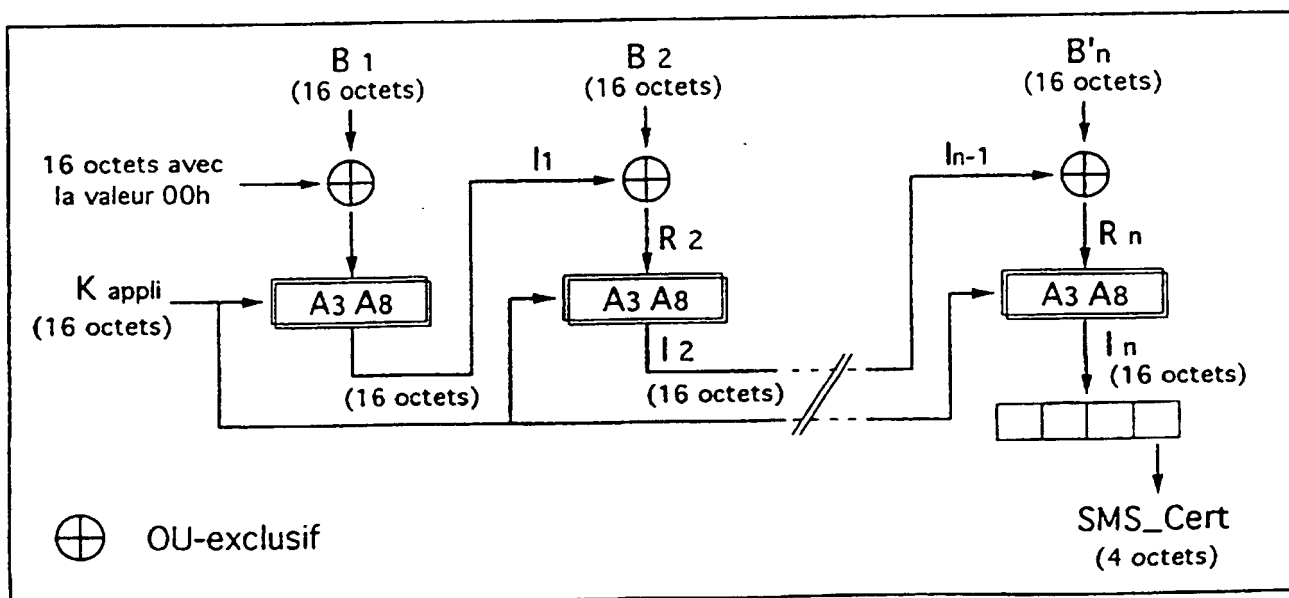 B 1
(16 octets)
B 2
(16 octets)
B'n
(16 octets)
16 octets avec
la valeur 00h
I1
In-1
R 2
R n
K appli
(16 octets)
A3 A8
A3 A8
A3 A8
(16 octets)
I 2
(16 octets)
I n
(16 octets)
OU-exclusif
SMS_Cert
(4 octets)